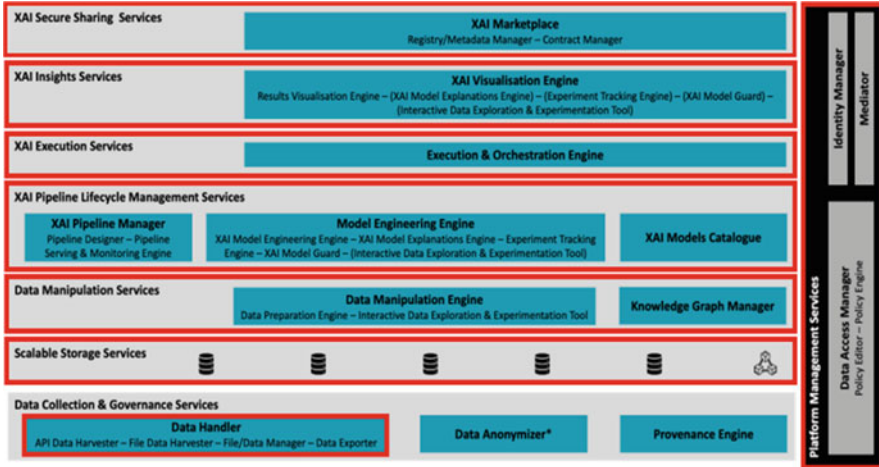 XAI Secure Sharing Services
XAI Marketplace
Registry/Metadata Manager – Contract Manager
XAI Insights Services
XAI Visualisation Engine
Results Visualisation Engine – (XAI Model Explanations Engine) – (Experiment Tracking Engine) – (XAI Model Guard) –
(Interactive Data Exploration & Experimentation Tool)
XAI Execution Services
Execution & Orchestration Engine
XAI Pipeline Lifecycle Management Services
XAI Pipeline Manager
Pipeline Designer – Pipeline
Serving & Monitoring Engine
Model Engineering Engine
XAI Model Engineering Engine – XAI Model Explanations Engine – Experiment Tracking
Engine – XAI Model Guard – (Interactive Data Exploration & Experimentation Tool)
XAI Models Catalogue
Data Manipulation Services
Data Manipulation Engine
Data Preparation Engine – Interactive Data Exploration & Experimentation Tool
Knowledge Graph Manager
Scalable Storage Services
Data Collection & Governance Services
Data Handler
API Data Harvester – File Data Harvester – File/Data Manager – Data Exporter
Data Anonymizer*
Provenance Engine
Platform Management Services
Identity Manager
Mediator
Data Access Manager
Policy Editor – Policy Engine